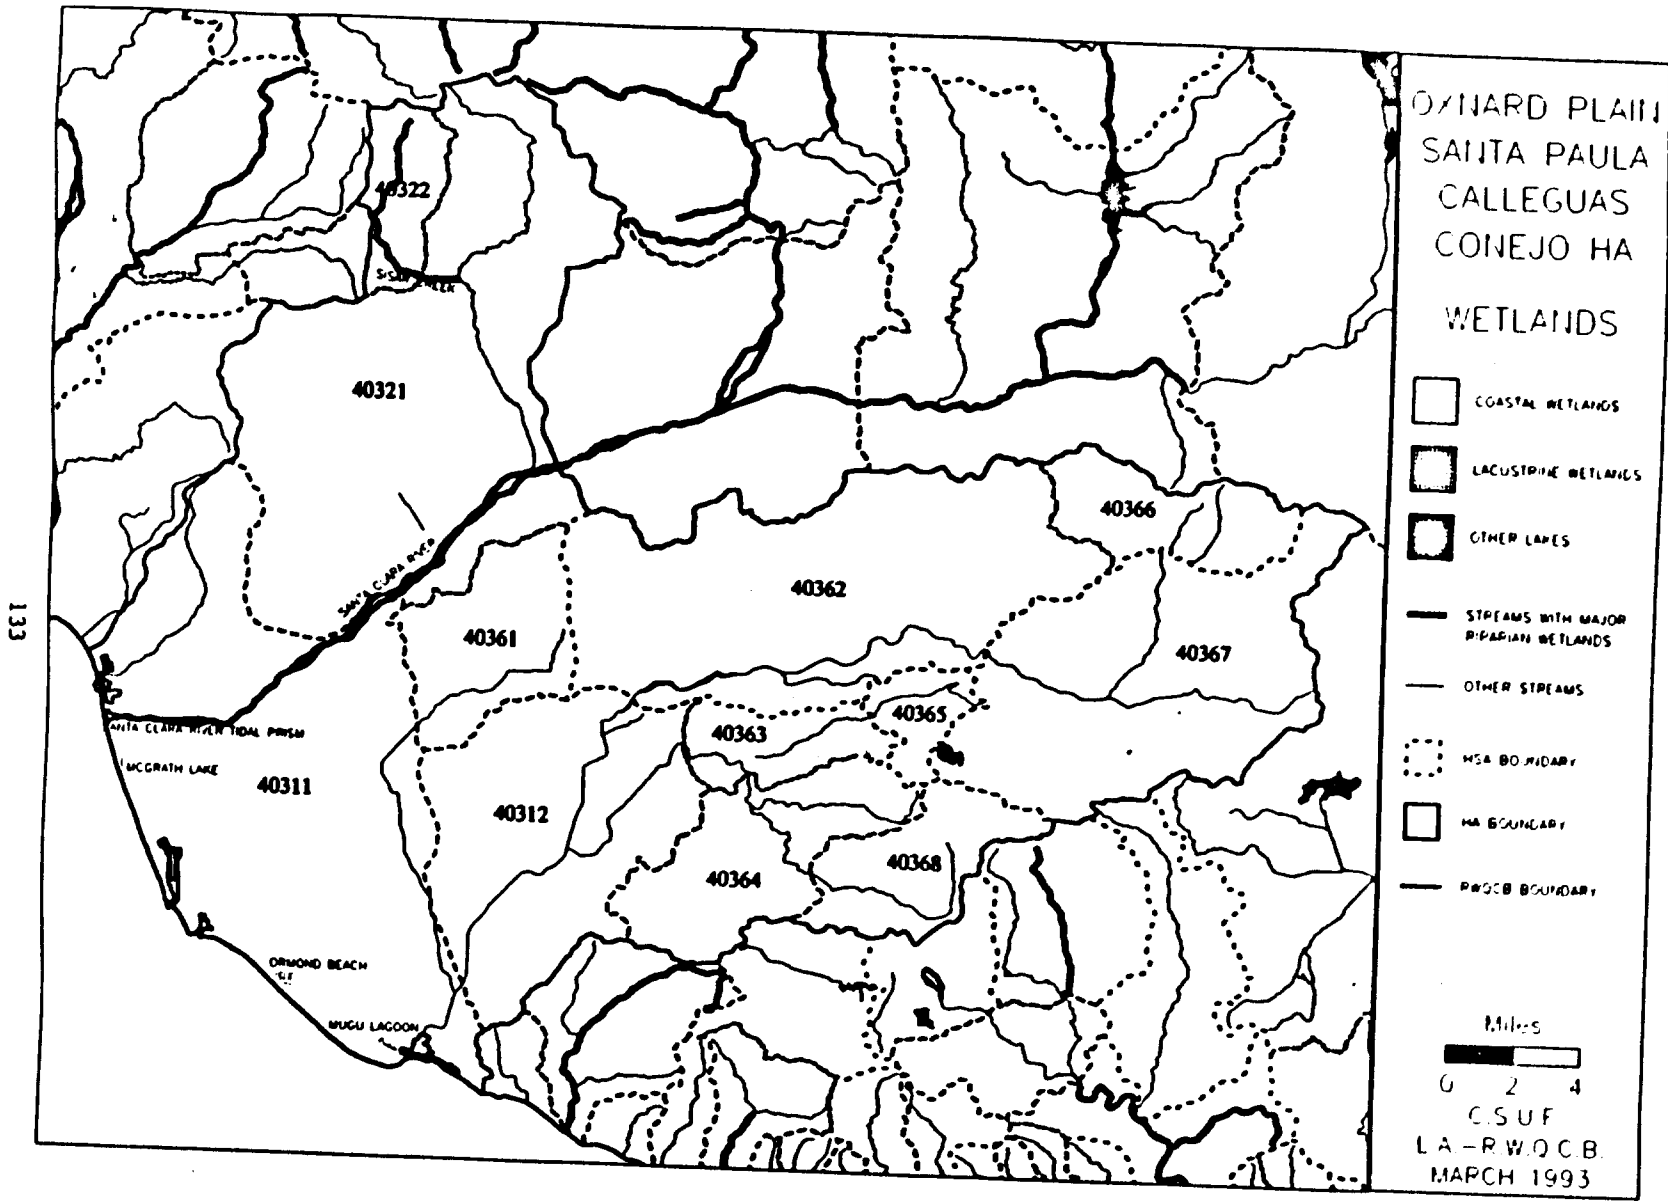 OXNARD PLAIN
SANTA PAULA
CALLEGUAS
CONEJO HA
WETLANDS
COASTAL WETLANDS
LACUSTRINE WETLANDS
OTHER LAKES
STREAMS WITH MAJOR
RIPARIAN WETLANDS
OTHER STREAMS
HSA BOUNDARY
HA BOUNDARY
RWQCB BOUNDARY
Miles
0 2 4
C.S.U.F.
L.A.-R.W.Q.C.B.
MARCH 1993
40322
40321
SANTA CLARA RIVER
40366
40362
40361
40367
40365
40363
SANTA CLARA RIVER TIDAL PRISM
MCGRATH LAKE
40311
40312
40368
40364
ORMOND BEACH
MUGU LAGOON
133